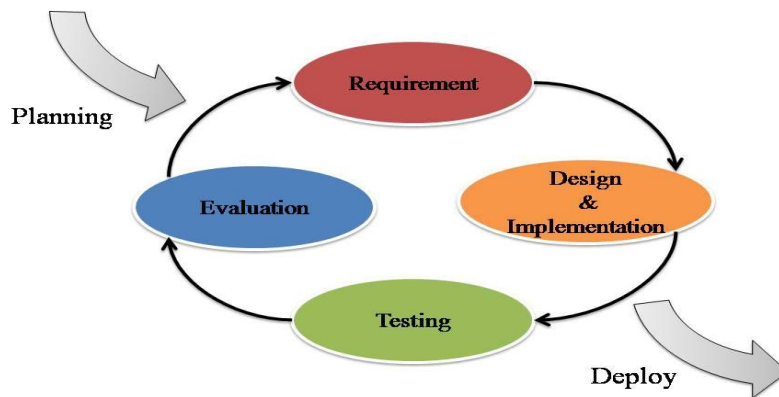 Requirement
Planning
Evaluation
Design
&
Implementation
Testing
Deploy